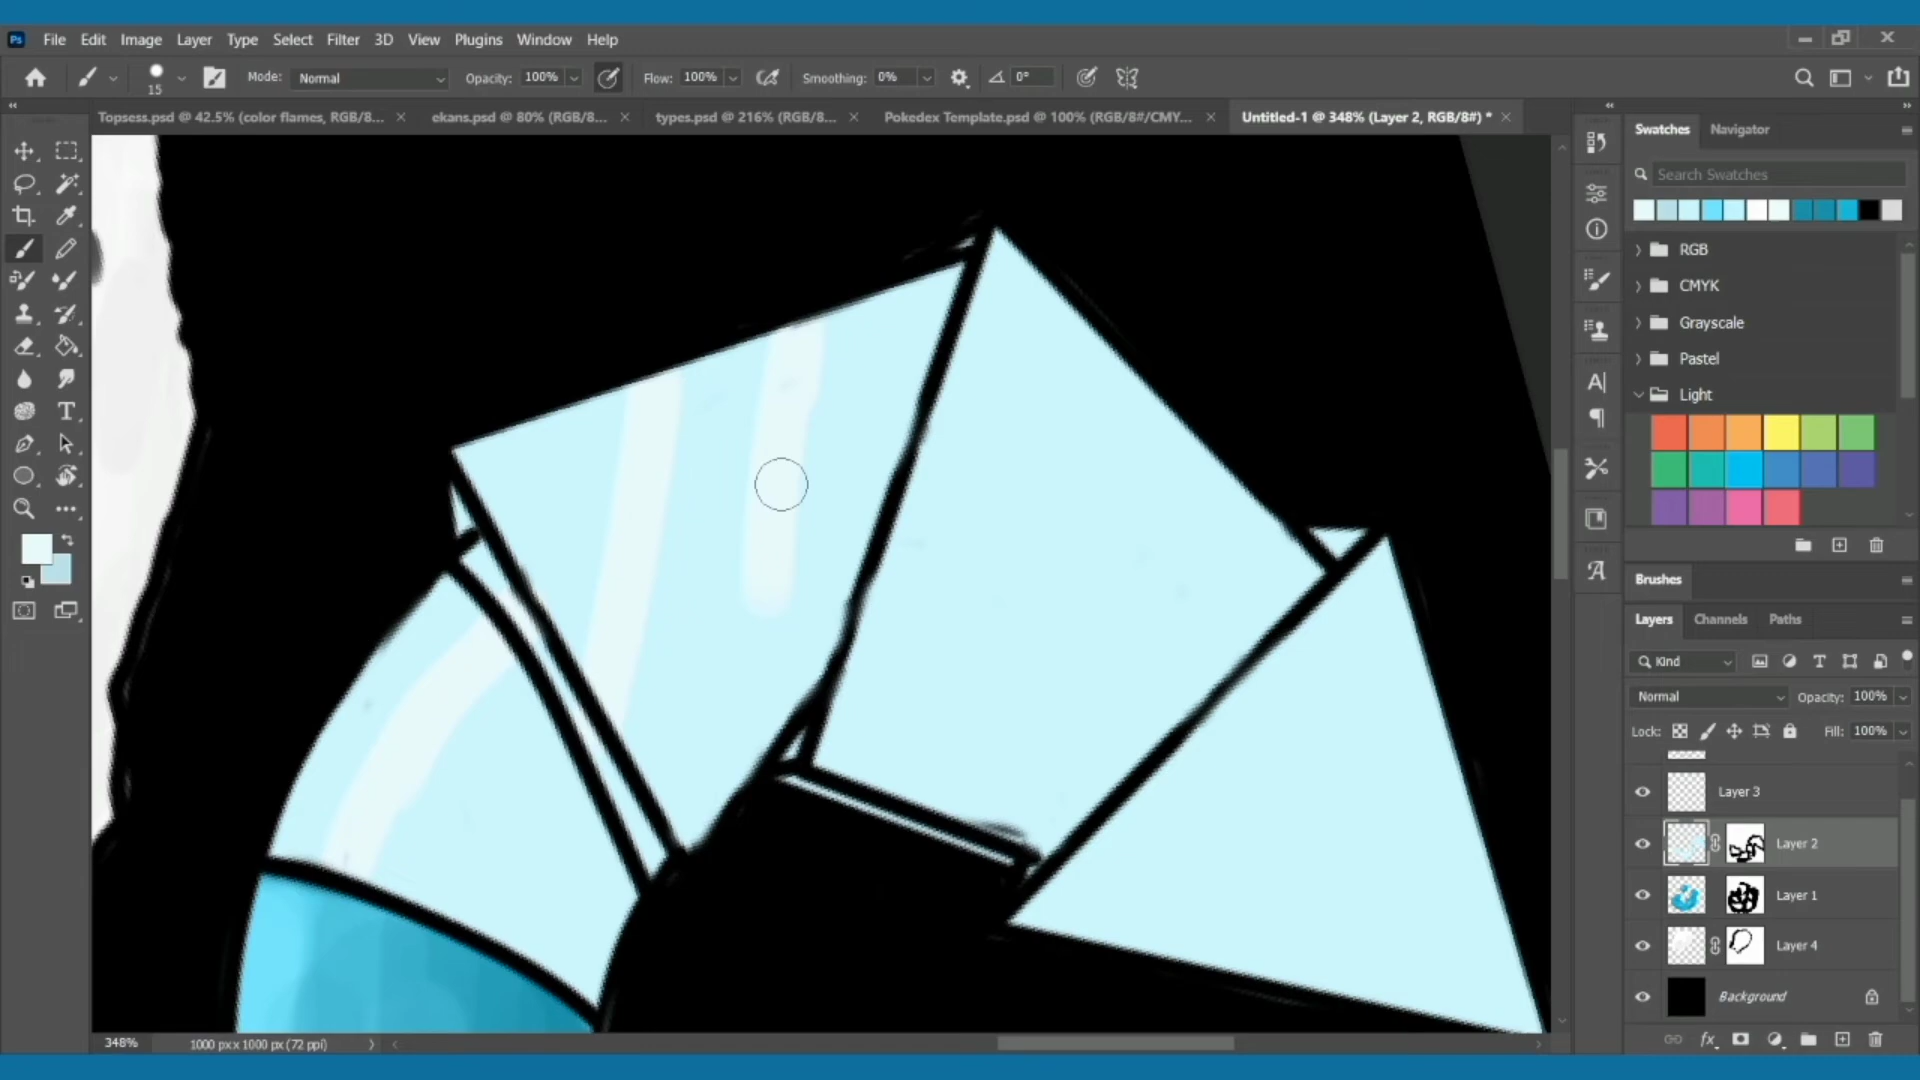 Ps File Edit Image Layer Type Select Filter 3D View Plugins Window Help
15 Mode: Normal Opacity: 100% Flow: 100% Smoothing: 0% 0°
Topsess.psd @ 42.5% (color flames, RGB/8... ekans.psd @ 80% (RGB/8... types.psd @ 216% (RGB/8... Pokedex Template.psd @ 100% (RGB/8#/CMY... Untitled-1 @ 348% (Layer 2, RGB/8#) *
Swatches Navigator
Search Swatches
RGB
CMYK
Grayscale
Pastel
Light
Brushes
Layers Channels Paths
Kind
Normal Opacity: 100%
Lock: Fill: 100%
Layer 3
Layer 2
Layer 1
Layer 4
Background
fx
348% 1000 px x 1000 px (72 ppi)